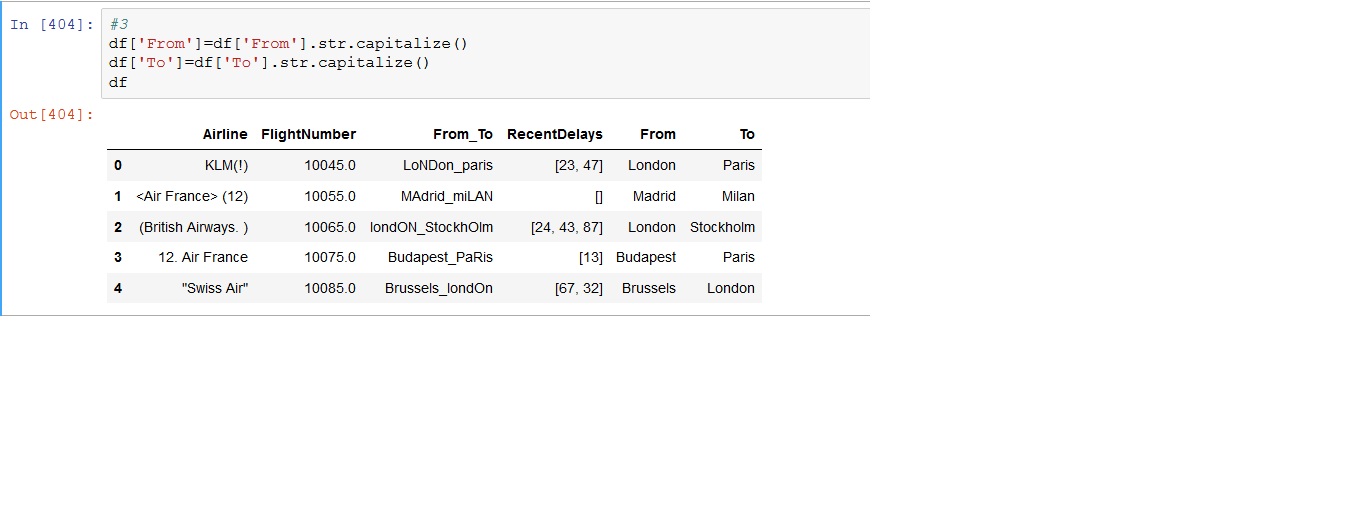 In [404]: #3
df['From']=df['From'].str.capitalize()
df['To']=df['To'].str.capitalize()
df
Out[404]:
Airline FlightNumber From_To RecentDelays From To
0 KLM(!) 10045.0 LoNDon_paris [23, 47] London Paris
1 <Air France> (12) 10055.0 MAdrid_miLAN [] Madrid Milan
2 (British Airways. ) 10065.0 londON_StockhOlm [24, 43, 87] London Stockholm
3 12. Air France 10075.0 Budapest_PaRis [13] Budapest Paris
4 "Swiss Air" 10085.0 Brussels_londOn [67, 32] Brussels London